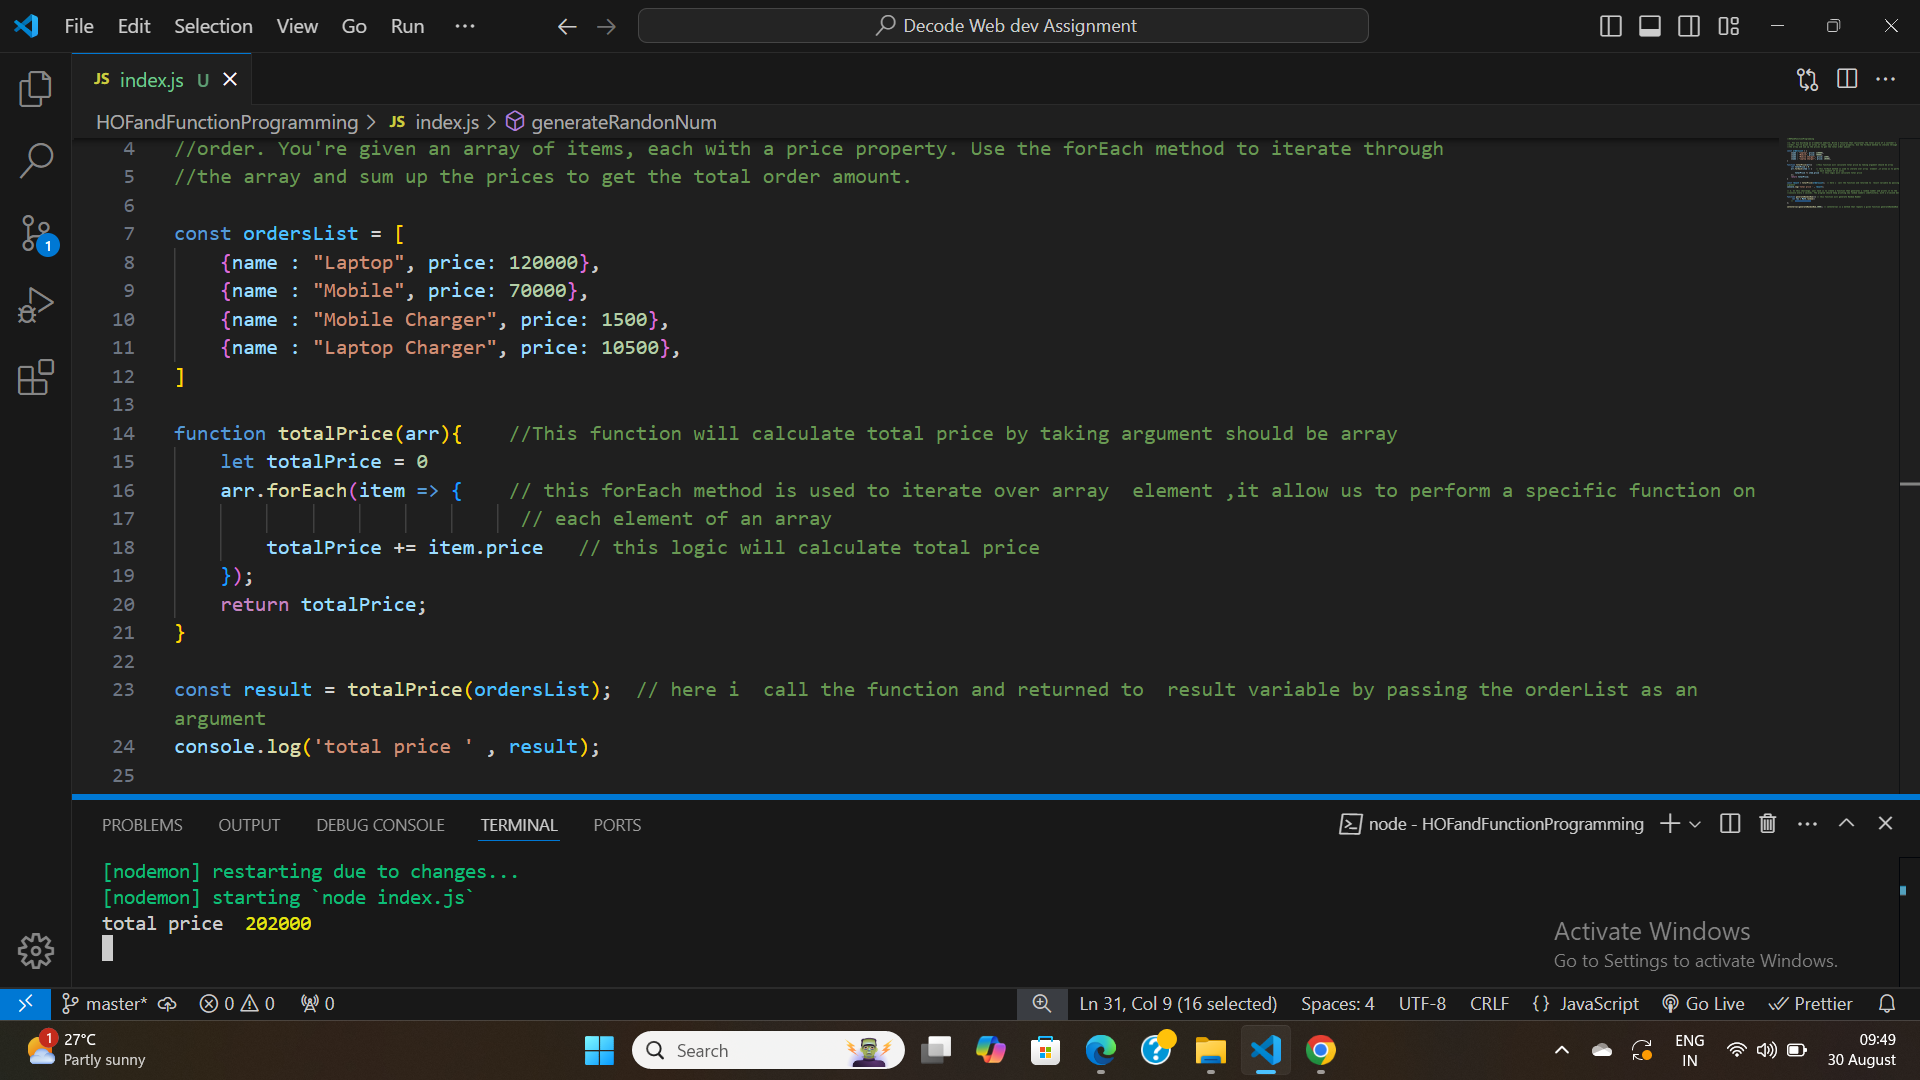 File Edit Selection View Go Run ··· Decode Web dev Assignment
JS index.js U
HOFandFunctionProgramming > JS index.js > generateRandonNum
4 //order. You're given an array of items, each with a price property. Use the forEach method to iterate through
5 //the array and sum up the prices to get the total order amount.
6
7 const ordersList = [
8 {name : "Laptop", price: 120000},
9 {name : "Mobile", price: 70000},
10 {name : "Mobile Charger", price: 1500},
11 {name : "Laptop Charger", price: 10500},
12 ]
13
14 function totalPrice(arr){ //This function will calculate total price by taking argument should be array
15 let totalPrice = 0
16 arr.forEach(item => { // this forEach method is used to iterate over array element ,it allow us to perform a specific function on
17 // each element of an array
18 totalPrice += item.price // this logic will calculate total price
19 });
20 return totalPrice;
21 }
22
23 const result = totalPrice(ordersList); // here i call the function and returned to result variable by passing the orderList as an
argument
24 console.log('total price ' , result);
25
1
PROBLEMS OUTPUT DEBUG CONSOLE TERMINAL PORTS node - HOFandFunctionProgramming
[nodemon] restarting due to changes...
[nodemon] starting `node index.js`
total price 202000
Activate Windows
Go to Settings to activate Windows.
master* 0 0 0 Ln 31, Col 9 (16 selected) Spaces: 4 UTF-8 CRLF {} JavaScript Go Live Prettier
1 27°C
Partly sunny
Search
ENG
IN
09:49
30 August